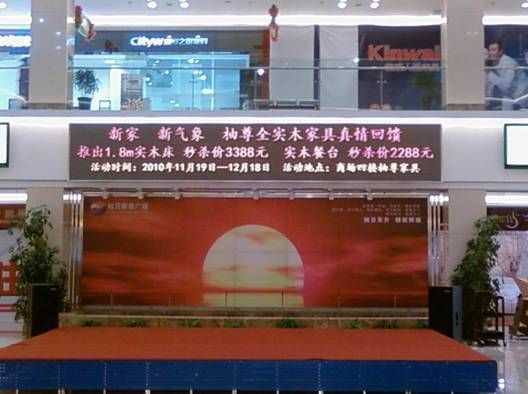 Citywin
Kinwai
新家 新气象 柚尊全实木家具真情回馈
推出1.8m实木床 秒杀价3388元 实木餐台 秒杀价2288元
活动时间：2010年11月19—12月18日 活动地点：商场四楼柚尊家具